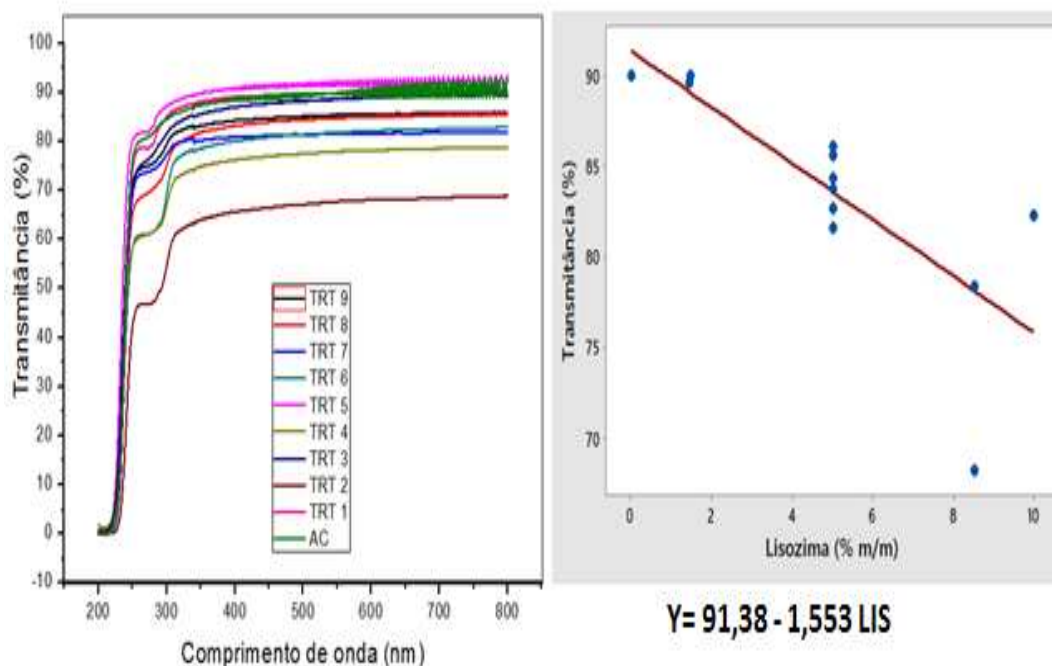 Transmitância (%)
100
90
80
70
60
50
40
30
20
10
0
-10
TRT 9
TRT 8
TRT 7
TRT 6
TRT 5
TRT 4
TRT 3
TRT 2
TRT 1
AC
200
300
400
500
600
700
800
Comprimento de onda (nm)
Transmitância (%)
90
85
80
75
70
0
2
4
6
8
10
Lisozima (% m/m)
Y= 91,38 - 1,553 LIS